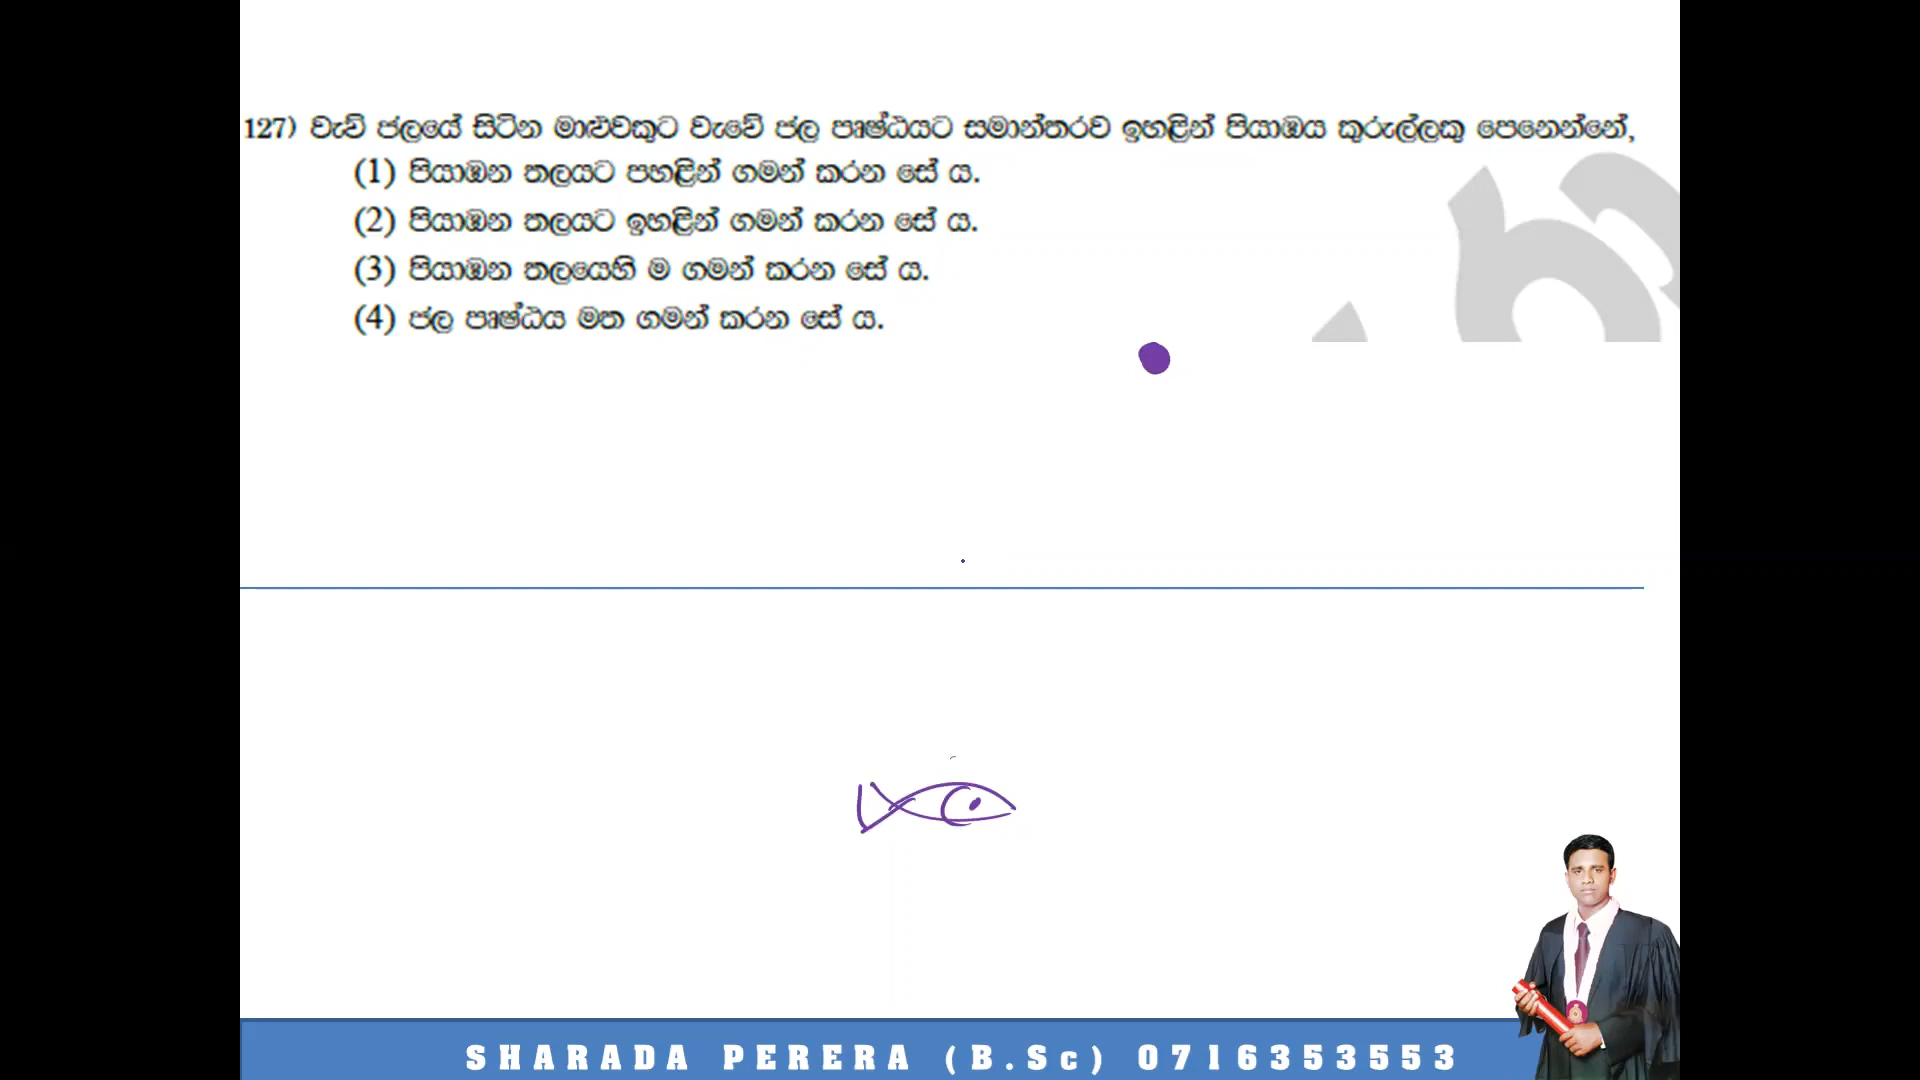 127) වැව් ජලයේ සිටින මාළුවකුට වැවේ ජල පෘෂ්ඨයට සමාන්තරව ඉහළින් පියාඹය කුරුල්ලකු පෙනෙන්නේ,
(1) පියාඹන තලයට පහළින් ගමන් කරන සේ ය.
(2) පියාඹන තලයට ඉහළින් ගමන් කරන සේ ය.
(3) පියාඹන තලයෙහි ම ගමන් කරන සේ ය.
(4) ජල පෘෂ්ඨය මත ගමන් කරන සේ ය.
SHARADA PERERA (B.Sc) 0716353553